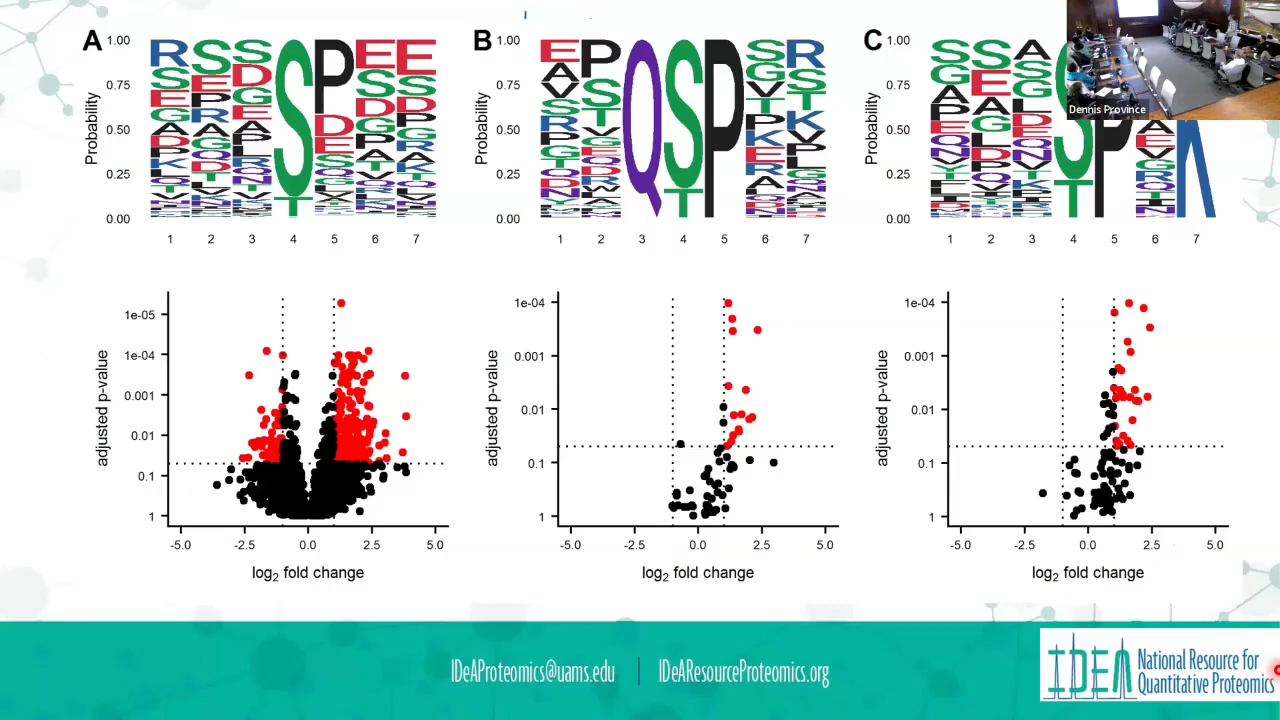 A
B
C
Dennis Province
Probability
1.00
0.75
0.50
0.25
0.00
1 2 3 4 5 6 7
Probability
1.00
0.75
0.50
0.25
0.00
1 2 3 4 5 6 7
Probability
1.00
0.75
0.50
0.25
0.00
1 2 3 4 5 6 7
adjusted p-value
1e-05
1e-04
0.001
0.01
0.1
1
-5.0 -2.5 0.0 2.5 5.0
log2 fold change
adjusted p-value
1e-04
0.001
0.01
0.1
1
-5.0 -2.5 0.0 2.5 5.0
log2 fold change
adjusted p-value
1e-04
0.001
0.01
0.1
1
-5.0 -2.5 0.0 2.5 5.0
log2 fold change
IDeAProteomics@uams.edu | IDeAResourceProteomics.org
IDEA National Resource for
Quantitative Proteomics